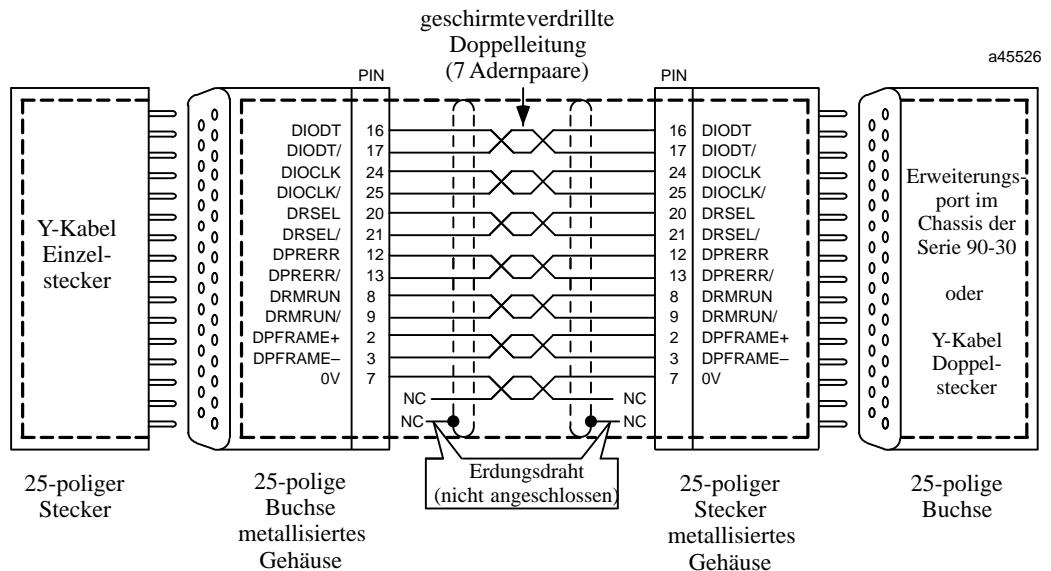 geschirmteverdrillte
Doppelleitung
(7 Adernpaare)
a45526
PIN
PIN
DIODT 16
DIODT/ 17
DIOCLK 24
DIOCLK/ 25
DRSEL 20
DRSEL/ 21
DPRERR 12
DPRERR/ 13
DRMRUN 8
DRMRUN/ 9
DPFRAME+ 2
DPFRAME– 3
0V 7
NC
NC
16 DIODT
17 DIODT/
24 DIOCLK
25 DIOCLK/
20 DRSEL
21 DRSEL/
12 DPRERR
13 DPRERR/
8 DRMRUN
9 DRMRUN/
2 DPFRAME+
3 DPFRAME–
7 0V
NC
NC
Y-Kabel
Einzel-
stecker
Erweiterungs-
port im
Chassis der
Serie 90-30
oder
Y-Kabel
Doppel-
stecker
Erdungsdraht
(nicht angeschlossen)
25-poliger
Stecker
25-polige
Buchse
metallisiertes
Gehäuse
25-poliger
Stecker
metallisiertes
Gehäuse
25-polige
Buchse